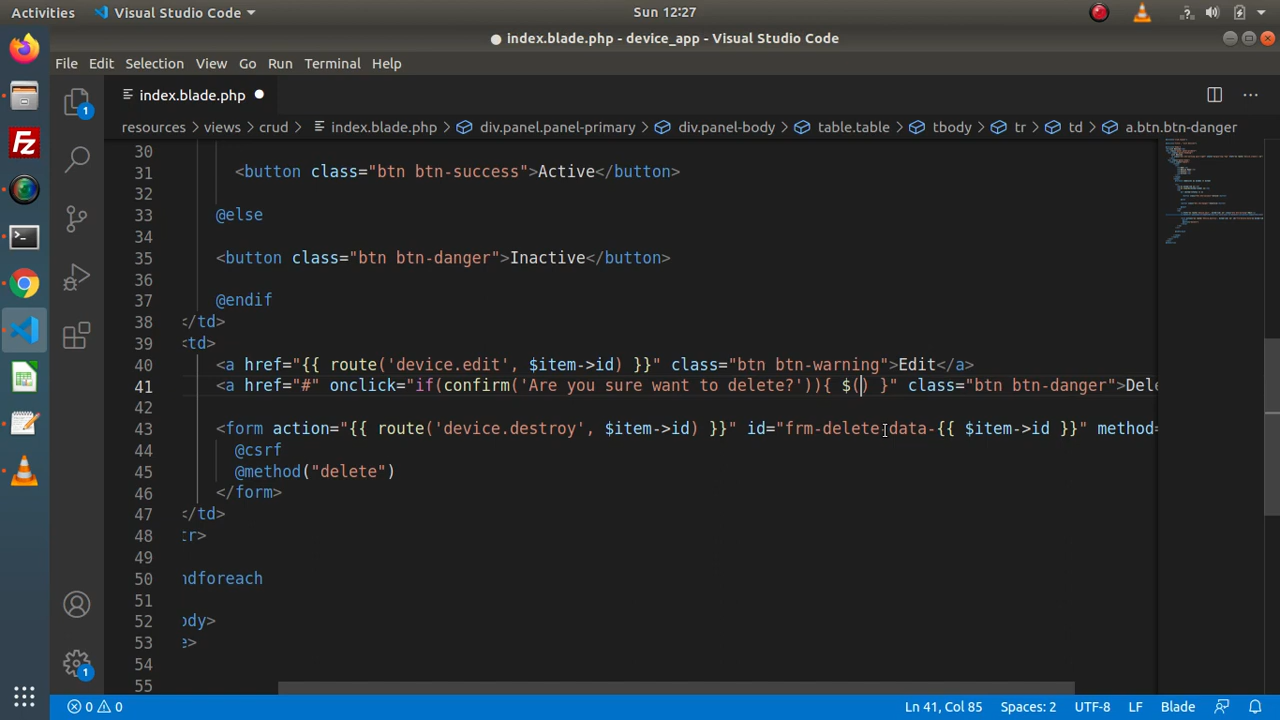 Activities Visual Studio Code Sun 12:27
index.blade.php - device_app - Visual Studio Code
File Edit Selection View Go Run Terminal Help
index.blade.php
resources › views › crud › index.blade.php › div.panel.panel-primary › div.panel-body › table.table › tbody › tr › td › a.btn.btn-danger
30
31 <button class="btn btn-success">Active</button>
32
33 @else
34
35 <button class="btn btn-danger">Inactive</button>
36
37 @endif
38 </td>
39 <td>
40 <a href="{{ route('device.edit', $item->id) }}" class="btn btn-warning">Edit</a>
41 <a href="#" onclick="if(confirm('Are you sure want to delete?')){ $() }" class="btn btn-danger">Dele
42
43 <form action="{{ route('device.destroy', $item->id) }}" id="frm-delete-data-{{ $item->id }}" method=
44 @csrf
45 @method("delete")
46 </form>
47 </td>
48 tr>
49
50 ndforeach
51
52 body>
53 e>
54
55
1
1
0 0 Ln 41, Col 85 Spaces: 2 UTF-8 LF Blade